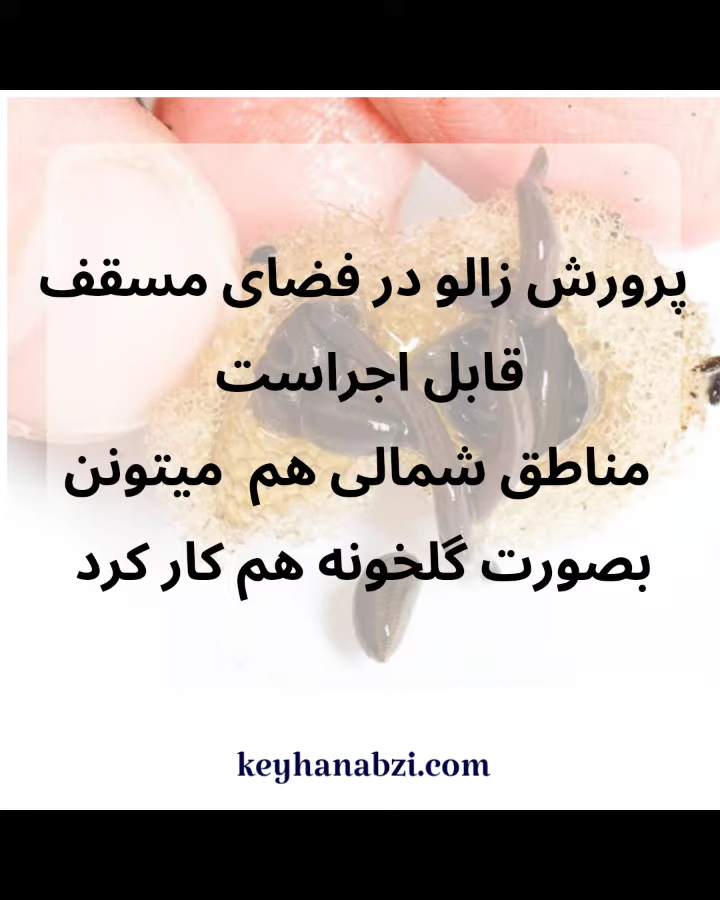 پرورش زالو در فضای مسقف
قابل اجراست
مناطق شمالی هم میتونن
بصورت گلخونه هم کار کرد
keyhanabzi.com